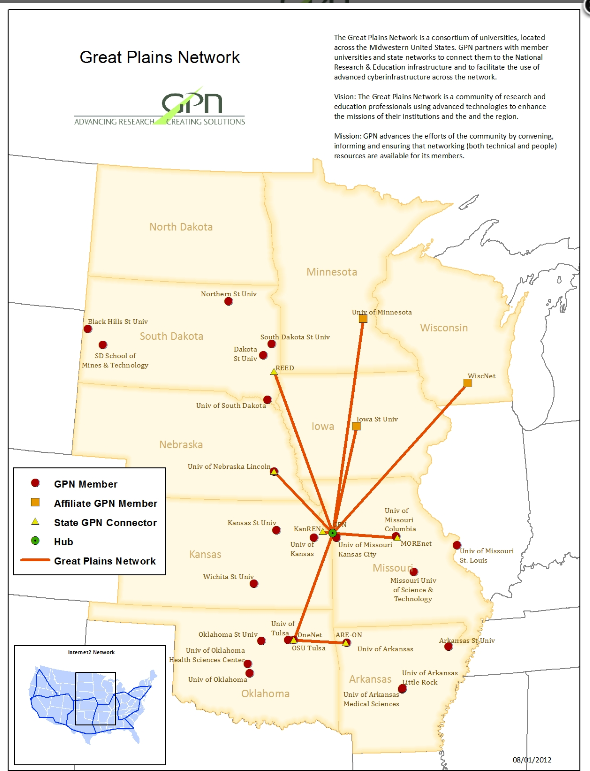 Great Plains Network
GPN
ADVANCING RESEARCH CREATING SOLUTIONS
The Great Plains Network is a consortium of universities, located
across the Midwestern United States. GPN partners with member
universities and state networks to connect them to the National
Research & Education infrastructure and to facilitate the use of
advanced cyberinfrastructure across the network.
Vision: The Great Plains Network is a community of research and
education professionals using advanced technologies to enhance
the missions of their institutions and the and the region.
Mission: GPN advances the efforts of the community by convening,
informing and ensuring that networking (both technical and people)
resources are available for its members.
North Dakota
Minnesota
Wisconsin
Northern St Univ
Univ of Minnesota
Black Hills St Univ
South Dakota
SD School of
Mines & Technology
South Dakota St Univ
Dakota
St Univ
REED
WiscNet
Univ of South Dakota
Iowa
Iowa St Univ
Nebraska
Univ of Nebraska Lincoln
GPN Member
Affiliate GPN Member
State GPN Connector
Hub
Great Plains Network
Kansas St Univ
KanREN
Univ of
Kansas
Univ of Missouri
Kansas City
Univ of
Missouri
Columbia
MOREnet
Univ of Missouri
St. Louis
Kansas
Missouri
Wichita St Univ
Missouri Univ
of Science &
Technology
Univ of
Tulsa
OneNet
OSU Tulsa
ARE-ON
Univ of Arkansas
Arkansas St Univ
Oklahoma St Univ
Univ of Oklahoma
Health Sciences Center
Univ of Oklahoma
Oklahoma
Arkansas
Univ of Arkansas
Little Rock
Univ of Arkansas
Medical Sciences
Internet2 Network
08/01/2012